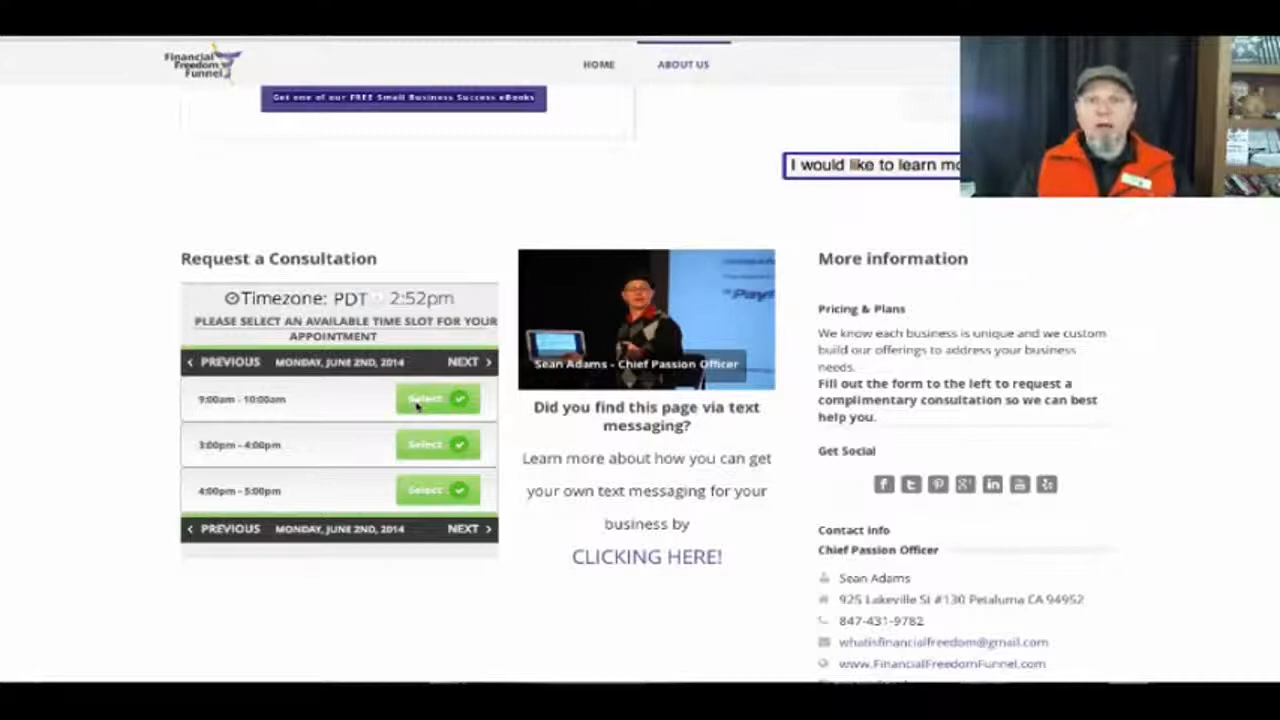 Financial
Freedom
Funnel
HOME
ABOUT US
Get one of our FREE Small Business Success eBooks
I would like to learn
Request a Consultation
Timezone: PDT 2:52pm
PLEASE SELECT AN AVAILABLE TIME SLOT FOR YOUR
APPOINTMENT
PREVIOUS MONDAY, JUNE 2ND, 2014 NEXT
9:00am - 10:00am Select
3:00pm - 4:00pm Select
4:00pm - 5:00pm Select
PREVIOUS MONDAY, JUNE 2ND, 2014 NEXT
Sean Adams - Chief Passion Officer
Did you find this page via text
messaging?
Learn more about how you can get
your own text messaging for your
business by
CLICKING HERE!
More information
Pricing & Plans
We know each business is unique and we custom
build our offerings to address your business
needs.
Fill out the form to the left to request a
complimentary consultation so we can best
help you.
Get Social
Contact Info
Chief Passion Officer
Sean Adams
925 Lakeville St #130 Petaluma CA 94952
847-431-9782
whatisfinancialfreedom@gmail.com
www.FinancialFreedomFunnel.com